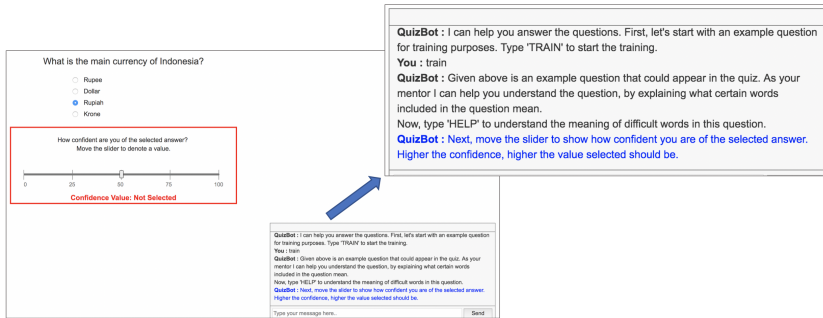 What is the main currency of Indonesia?
Rupee
Dollar
Rupiah
Krone
How confident are you of the selected answer?
Move the slider to denote a value.
0 25 50 75 100
Confidence Value: Not Selected
QuizBot : I can help you answer the questions. First, let's start with an example question
for training purposes. Type 'TRAIN' to start the training.
You : train
QuizBot : Given above is an example question that could appear in the quiz. As your
mentor I can help you understand the question, by explaining what certain words
included in the question mean.
Now, type 'HELP' to understand the meaning of difficult words in this question.
QuizBot : Next, move the slider to show how confident you are of the selected answer.
Higher the confidence, higher the value selected should be.
Type your message here..
Send
QuizBot : I can help you answer the questions. First, let's start with an example question
for training purposes. Type 'TRAIN' to start the training.
You : train
QuizBot : Given above is an example question that could appear in the quiz. As your
mentor I can help you understand the question, by explaining what certain words
included in the question mean.
Now, type 'HELP' to understand the meaning of difficult words in this question.
QuizBot : Next, move the slider to show how confident you are of the selected answer.
Higher the confidence, higher the value selected should be.